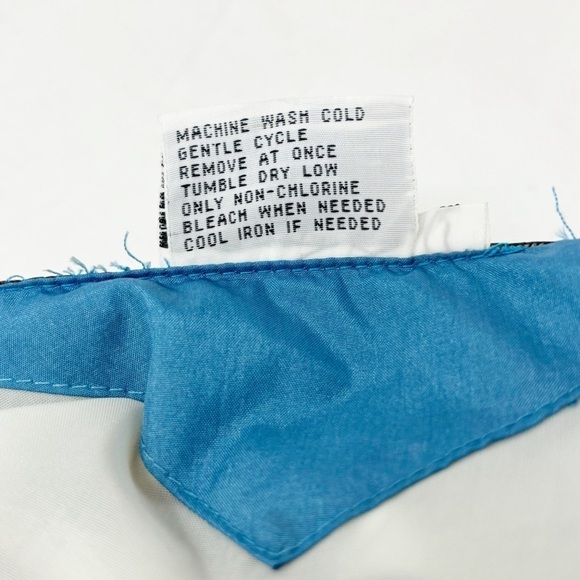 MACHINE WASH COLD
GENTLE CYCLE
REMOVE AT ONCE
TUMBLE DRY LOW
ONLY NON-CHLORINE
BLEACH WHEN NEEDED
COOL IRON IF NEEDED